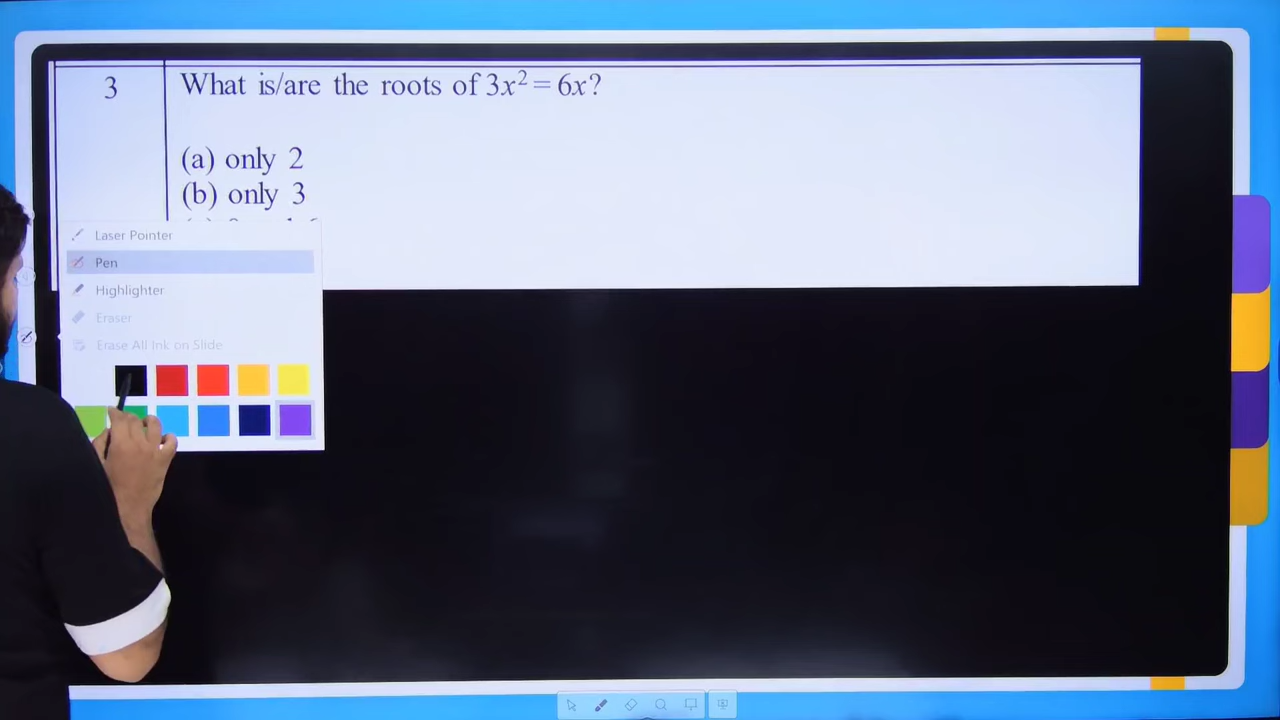 3
What is/are the roots of 3x² = 6x?
(a) only 2
(b) only 3
Laser Pointer
Pen
Highlighter
Eraser
Erase All Ink on Slide